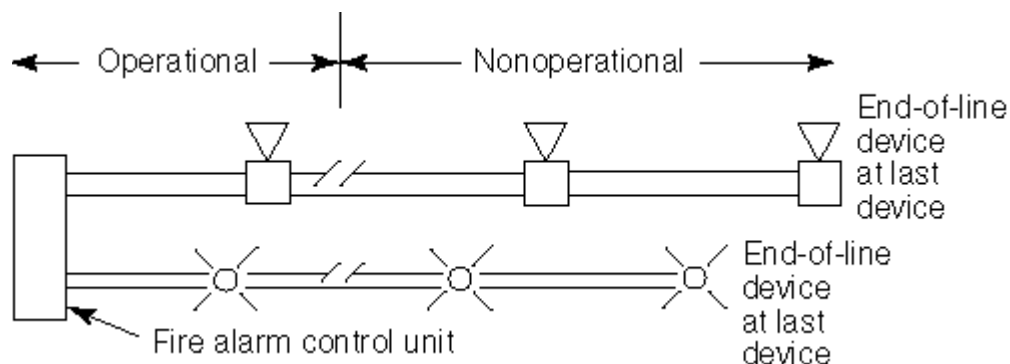 Operational
Nonoperational
End-of-line
device
at last
device
End-of-line
device
at last
device
Fire alarm control unit